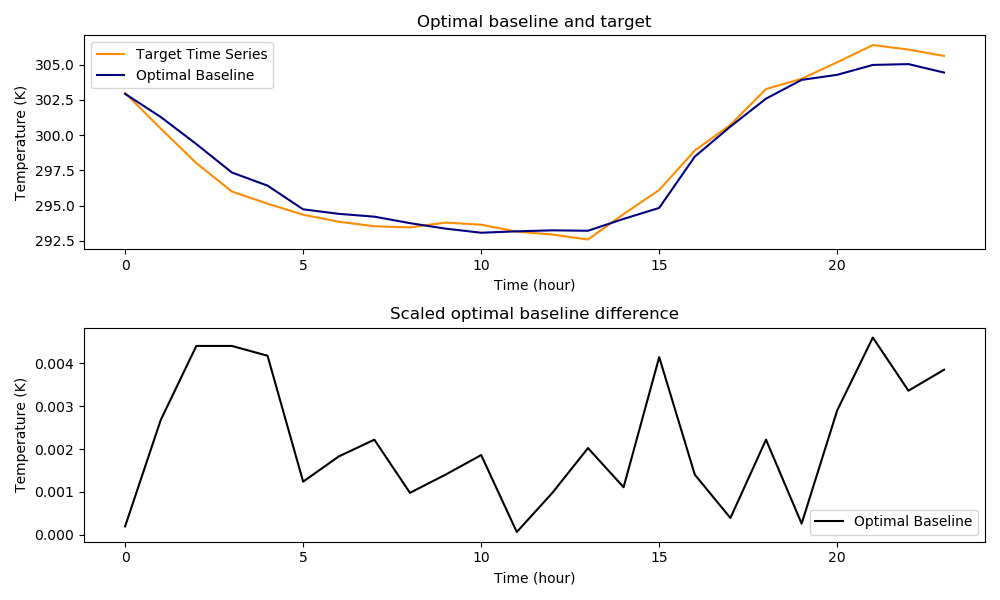 Optimal baseline and target
Target Time Series
Optimal Baseline
Temperature (K)
305.0
302.5
300.0
297.5
295.0
292.5
0 5 10 15 20
Time (hour)
Scaled optimal baseline difference
Temperature (K)
0.004
0.003
0.002
0.001
0.000
Optimal Baseline
0 5 10 15 20
Time (hour)